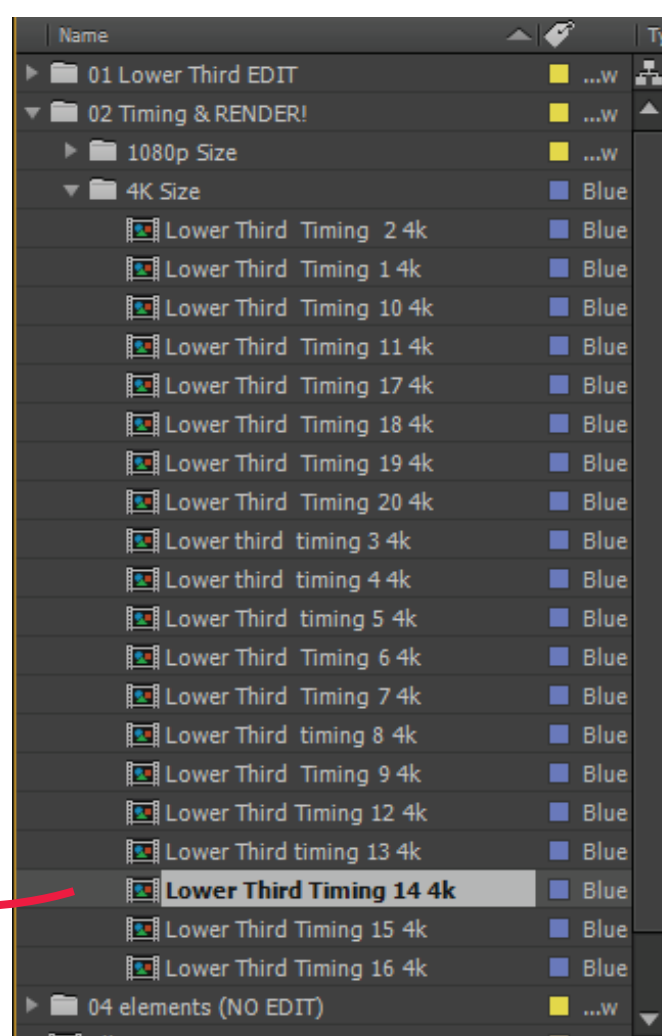 Name Ty
01 Lower Third EDIT ...w
02 Timing & RENDER! ...w
1080p Size ...w
4K Size Blue
Lower Third  Timing  2 4k Blue
Lower Third  Timing 1 4k Blue
Lower Third  Timing 10 4k Blue
Lower Third  Timing 11 4k Blue
Lower Third  Timing 17 4k Blue
Lower Third  Timing 18 4k Blue
Lower Third  Timing 19 4k Blue
Lower Third  Timing 20 4k Blue
Lower third  timing 3 4k Blue
Lower third  timing 4 4k Blue
Lower Third  timing 5 4k Blue
Lower Third  Timing 6 4k Blue
Lower Third  Timing 7 4k Blue
Lower Third  timing 8 4k Blue
Lower Third  Timing 9 4k Blue
Lower Third Timing 12 4k Blue
Lower Third timing 13 4k Blue
Lower Third Timing 14 4k Blue
Lower Third Timing 15 4k Blue
Lower Third Timing 16 4k Blue
04 elements (NO EDIT) ...w